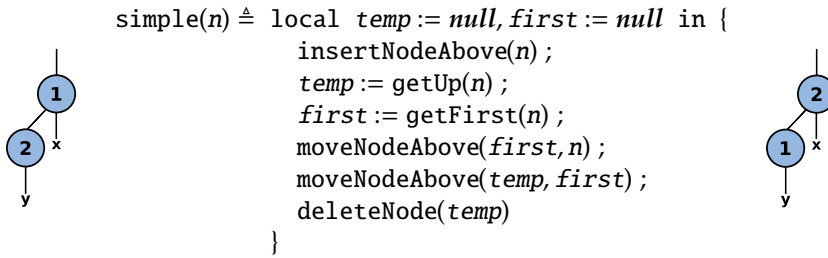 simple(n) ≜ local temp := null, first := null in {
insertNodeAbove(n) ;
temp := getUp(n) ;
first := getFirst(n) ;
moveNodeAbove(first, n) ;
moveNodeAbove(temp, first) ;
deleteNode(temp)
}
1
2 x
y
2
1 x
y